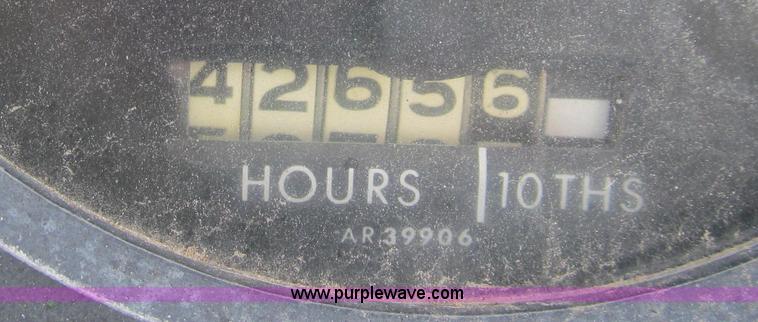 42656
HOURS | 10THS
AR39906
www.purplewave.com